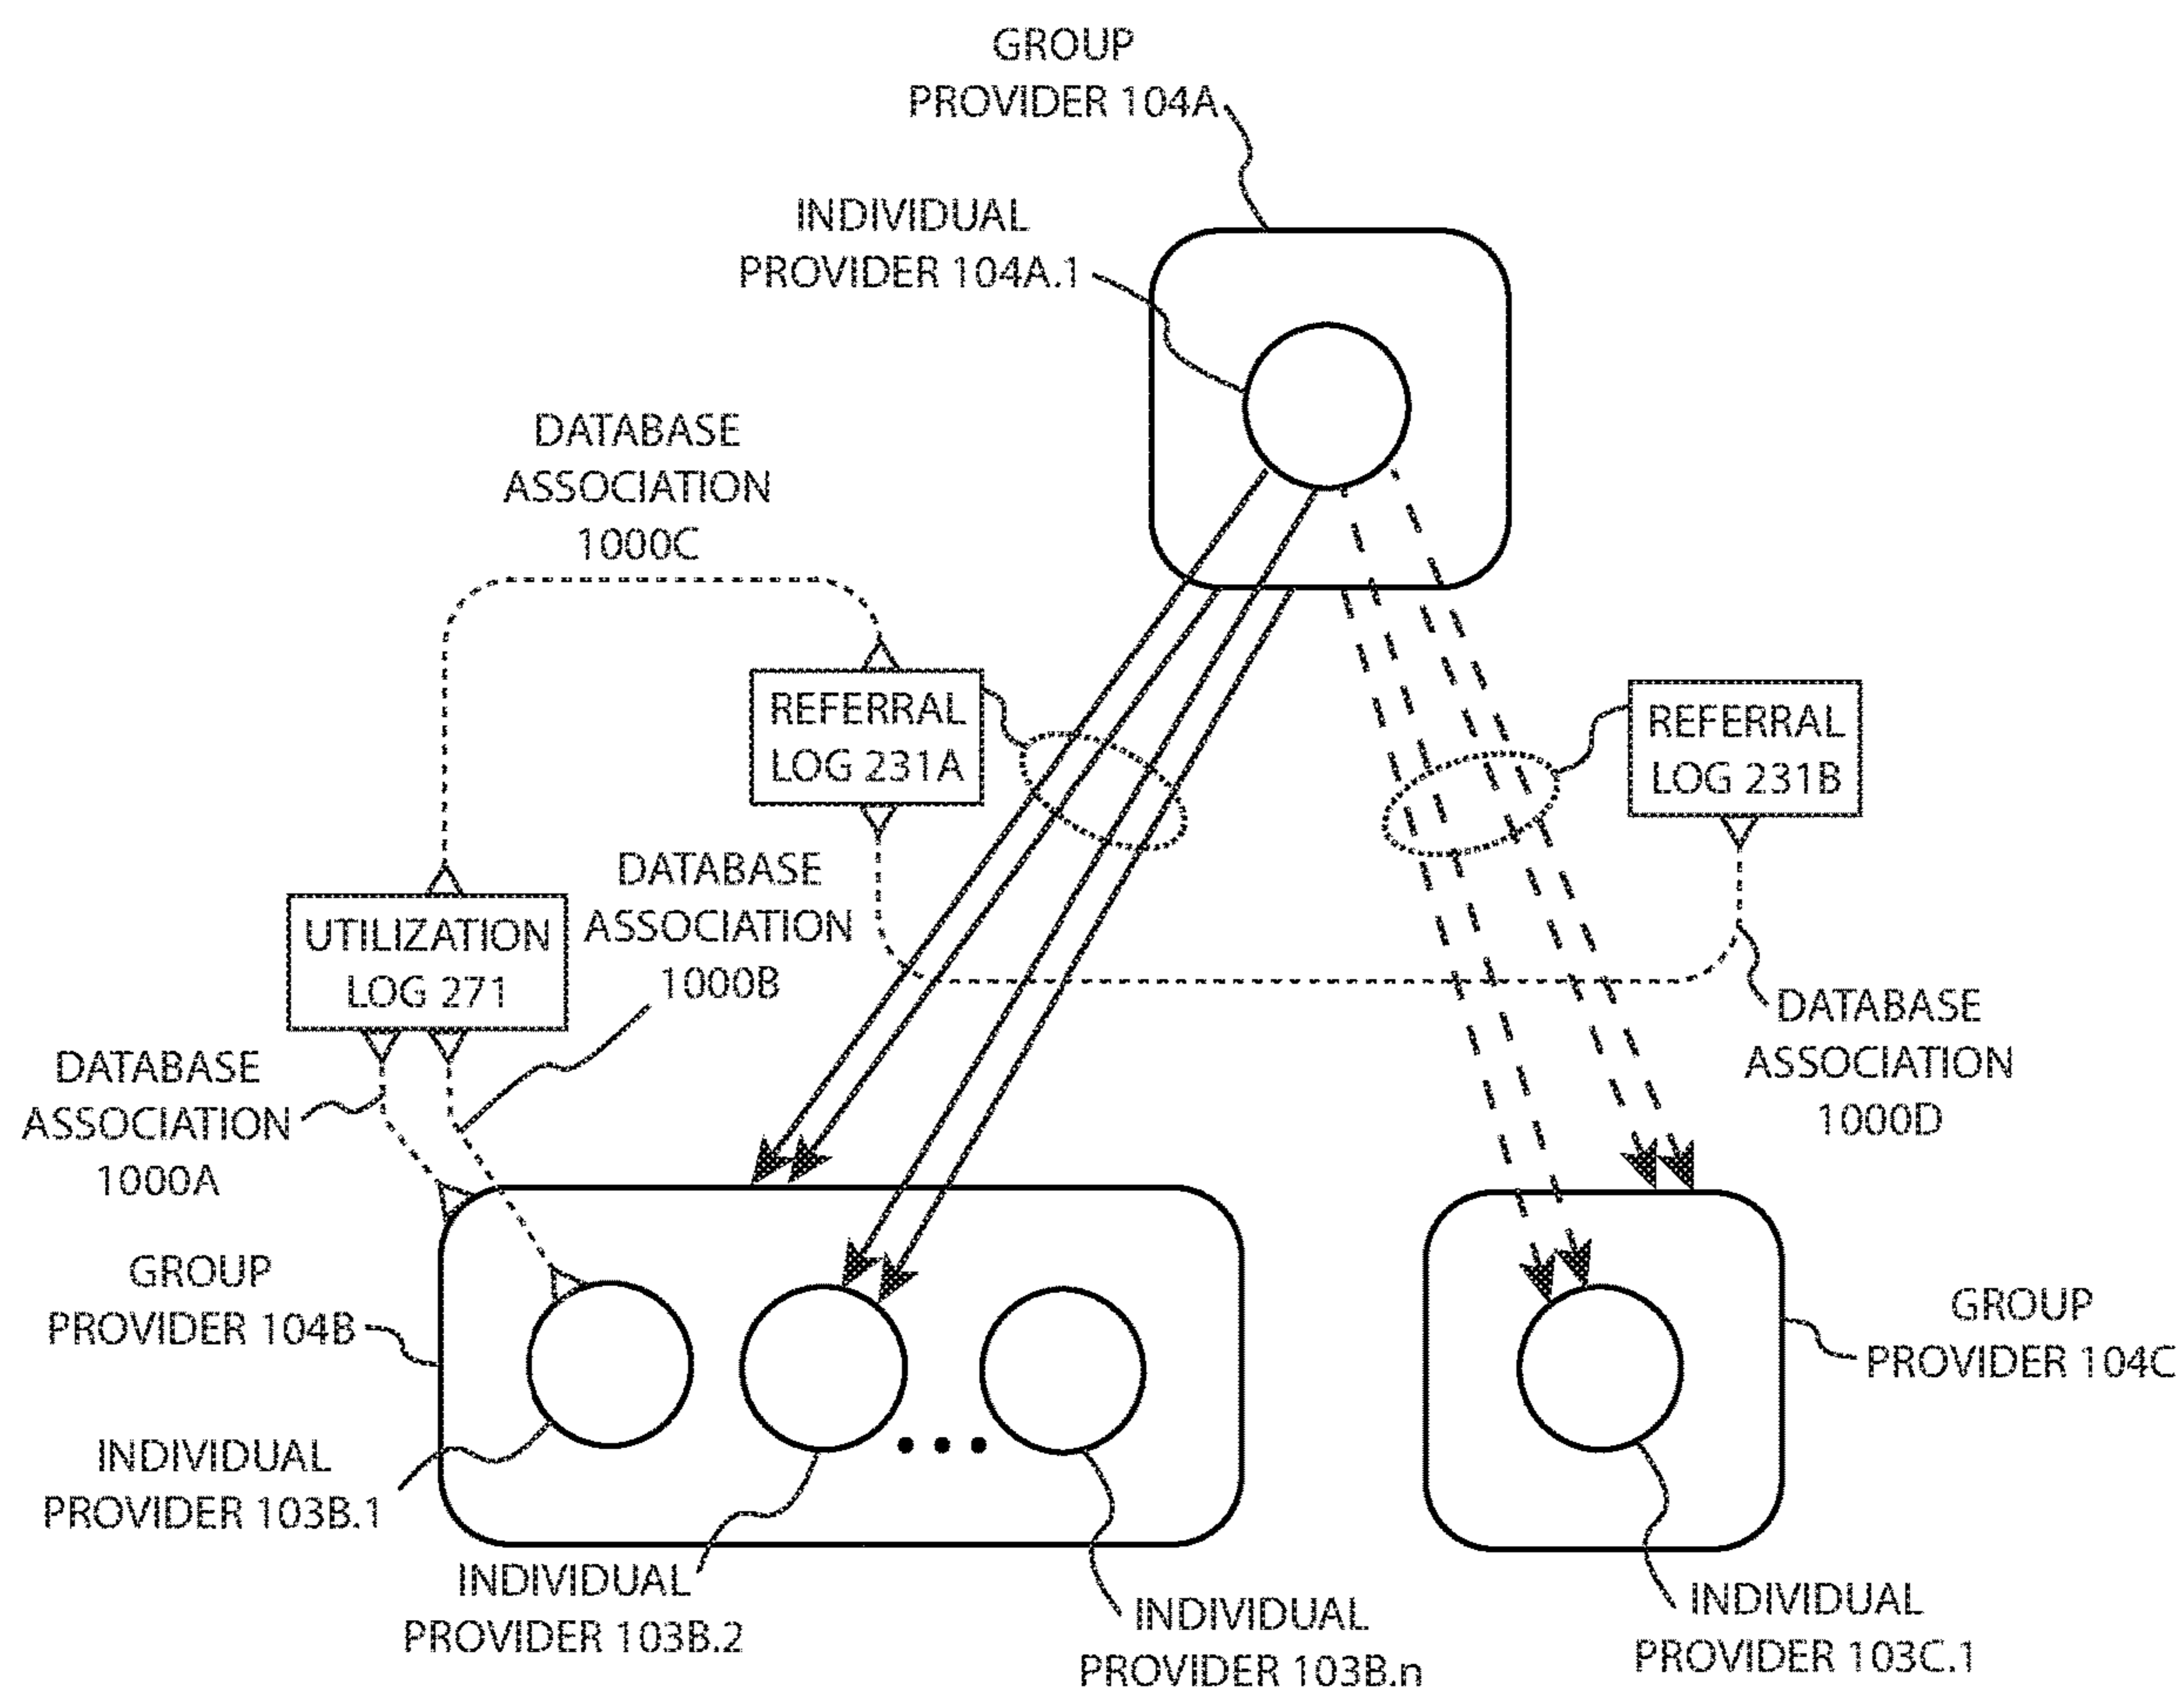 GROUP
PROVIDER 104A
INDIVIDUAL
PROVIDER 104A.1
DATABASE
ASSOCIATION
1000C
REFERRAL
LOG 231A
REFERRAL
LOG 231B
DATABASE
ASSOCIATION
1000B
UTILIZATION
LOG 271
DATABASE
ASSOCIATION
1000D
DATABASE
ASSOCIATION
1000A
GROUP
PROVIDER 104B
GROUP
PROVIDER 104C
INDIVIDUAL
PROVIDER 103B.1
INDIVIDUAL
PROVIDER 103B.2
INDIVIDUAL
PROVIDER 103B.n
INDIVIDUAL
PROVIDER 103C.1